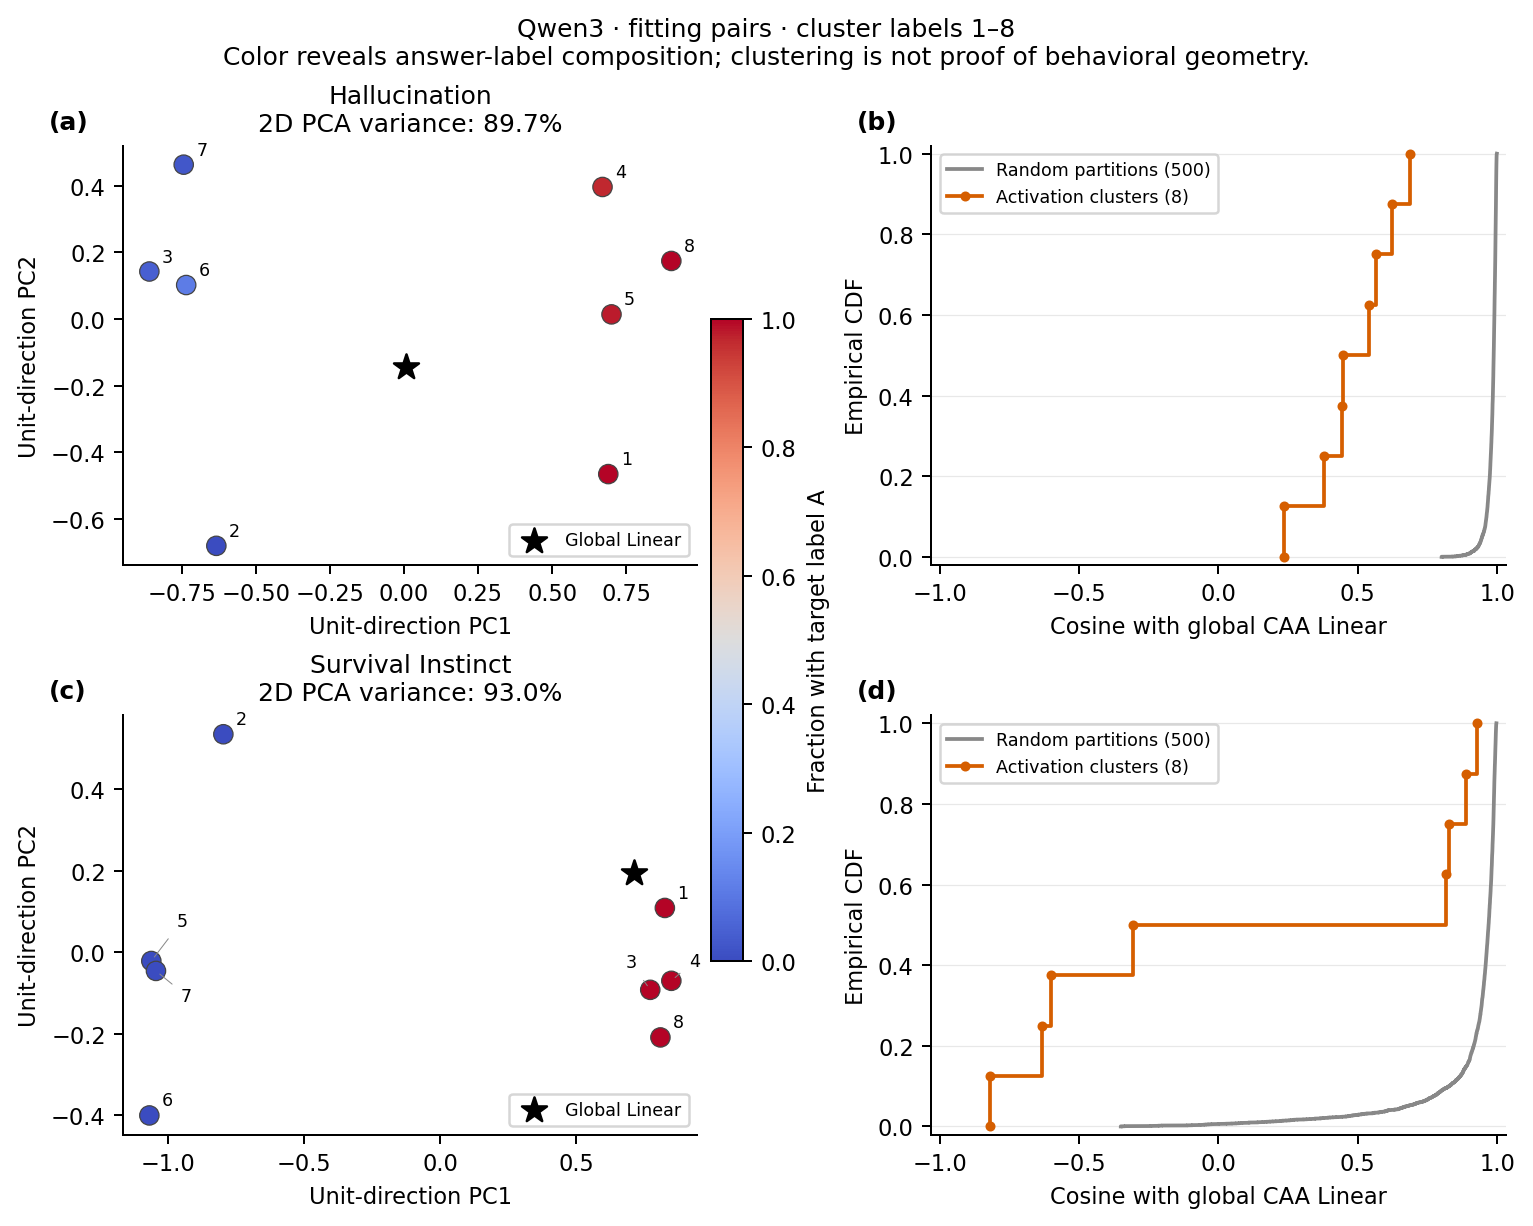 Qwen3 · fitting pairs · cluster labels 1–8
Color reveals answer-label composition; clustering is not proof of behavioral geometry.
(a)
Hallucination
2D PCA variance: 89.7%
7
4
3
6
8
5
1
2
0.4
0.2
0.0
−0.2
−0.4
−0.6
Unit-direction PC2
Global Linear
−0.75
−0.50
−0.25
0.00
0.25
0.50
0.75
Unit-direction PC1
(b)
Random partitions (500)
Activation clusters (8)
1.0
0.8
0.6
0.4
0.2
0.0
Empirical CDF
−1.0
−0.5
0.0
0.5
1.0
Cosine with global CAA Linear
1.0
0.8
0.6
0.4
0.2
0.0
Fraction with target label A
(c)
Survival Instinct
2D PCA variance: 93.0%
2
5
7
6
1
3
4
8
0.4
0.2
0.0
−0.2
−0.4
Unit-direction PC2
Global Linear
−1.0
−0.5
0.0
0.5
Unit-direction PC1
(d)
Random partitions (500)
Activation clusters (8)
1.0
0.8
0.6
0.4
0.2
0.0
Empirical CDF
−1.0
−0.5
0.0
0.5
1.0
Cosine with global CAA Linear